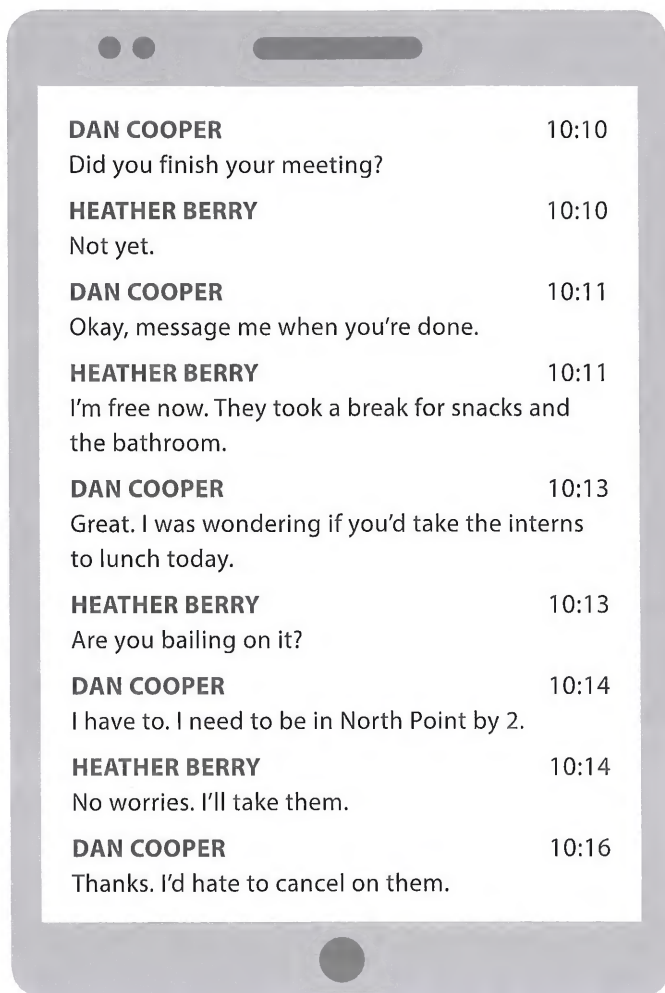 DAN COOPER 10:10
Did you finish your meeting?
HEATHER BERRY 10:10
Not yet.
DAN COOPER 10:11
Okay, message me when you're done.
HEATHER BERRY 10:11
I'm free now. They took a break for snacks and
the bathroom.
DAN COOPER 10:13
Great. I was wondering if you'd take the interns
to lunch today.
HEATHER BERRY 10:13
Are you bailing on it?
DAN COOPER 10:14
I have to. I need to be in North Point by 2.
HEATHER BERRY 10:14
No worries. I'll take them.
DAN COOPER 10:16
Thanks. I'd hate to cancel on them.